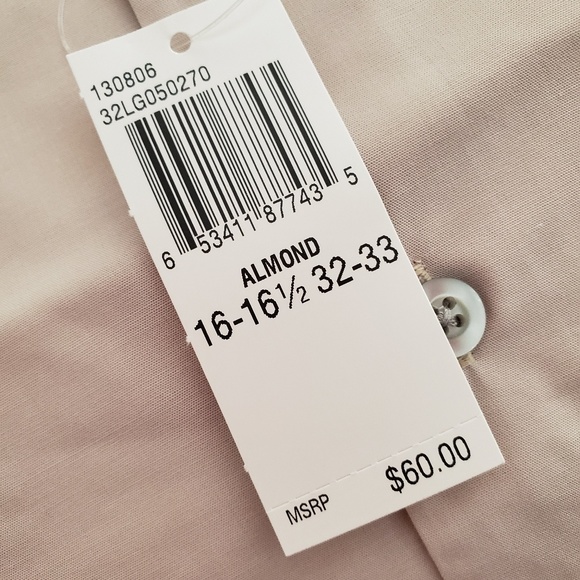 130806
32LG050270
6 53411 87743 5
ALMOND
16-16½ 32-33
MSRP $60.00